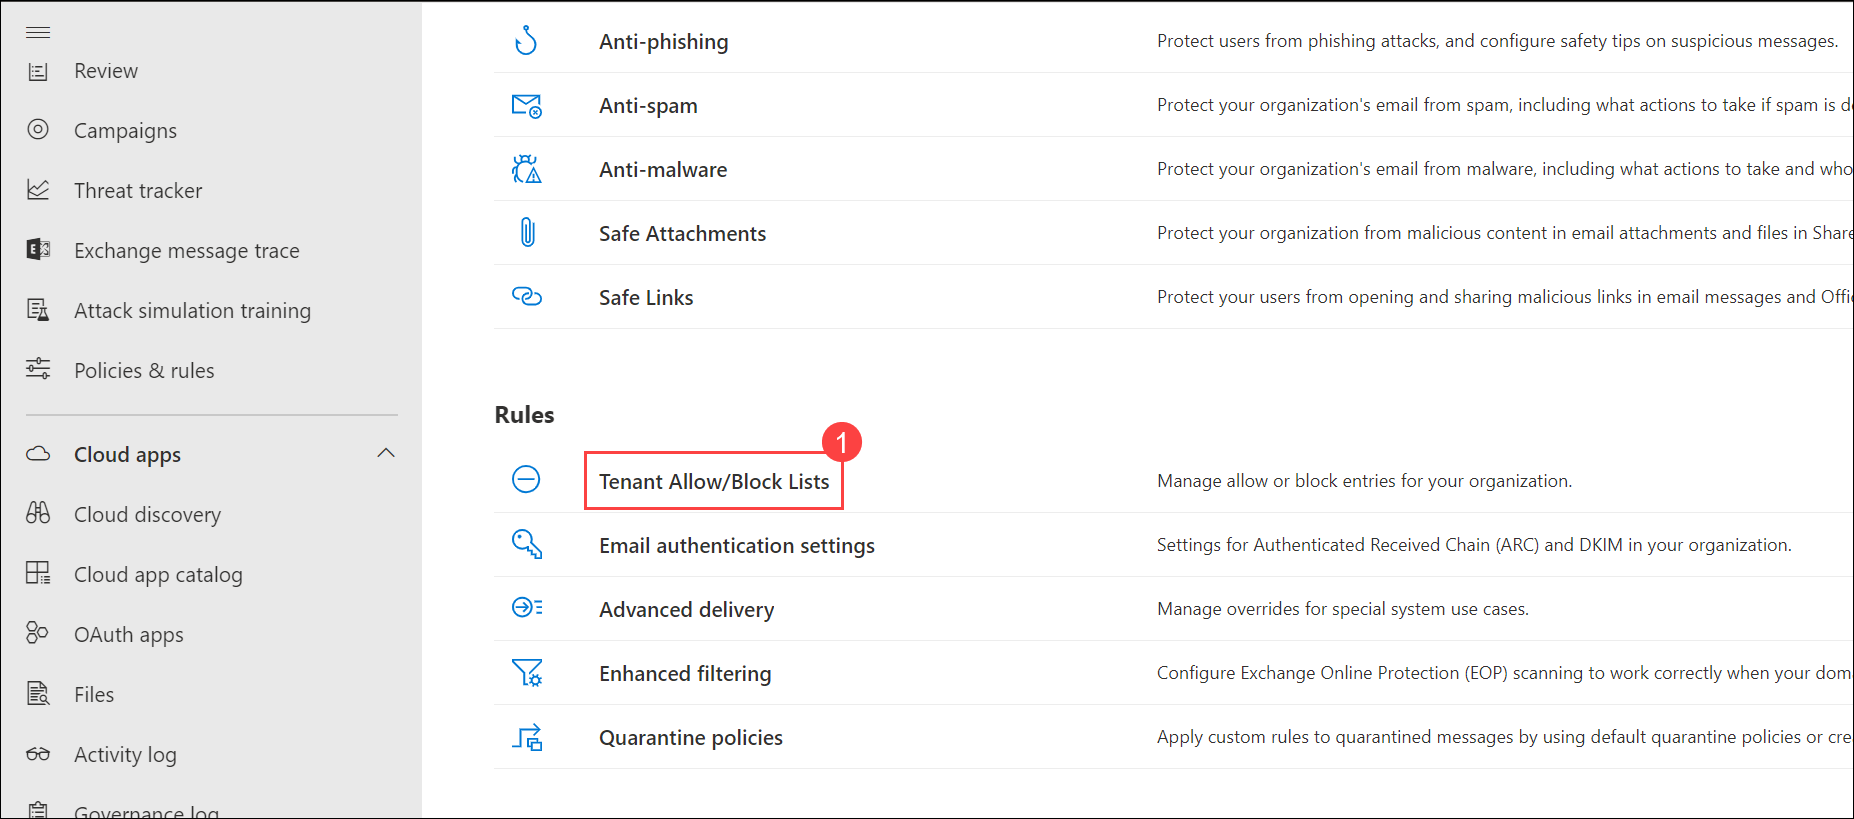 Review
Campaigns
Threat tracker
Exchange message trace
Attack simulation training
Policies & rules
Cloud apps
Cloud discovery
Cloud app catalog
OAuth apps
Files
Activity log
Governance log
Anti-phishing
Protect users from phishing attacks, and configure safety tips on suspicious messages.
Anti-spam
Protect your organization's email from spam, including what actions to take if spam is d
Anti-malware
Protect your organization's email from malware, including what actions to take and who
Safe Attachments
Protect your organization from malicious content in email attachments and files in Share
Safe Links
Protect your users from opening and sharing malicious links in email messages and Offi
Rules
1
Tenant Allow/Block Lists
Manage allow or block entries for your organization.
Email authentication settings
Settings for Authenticated Received Chain (ARC) and DKIM in your organization.
Advanced delivery
Manage overrides for special system use cases.
Enhanced filtering
Configure Exchange Online Protection (EOP) scanning to work correctly when your dom
Quarantine policies
Apply custom rules to quarantined messages by using default quarantine policies or cre